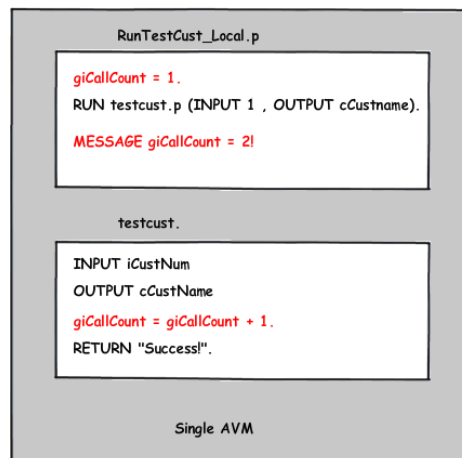 RunTestCust_Local.p
giCallCount = 1.
RUN testcust.p (INPUT 1 , OUTPUT cCustname).
MESSAGE giCallCount = 2!
testcust.
INPUT iCustNum
OUTPUT cCustName
giCallCount = giCallCount + 1.
RETURN "Success!".
Single AVM